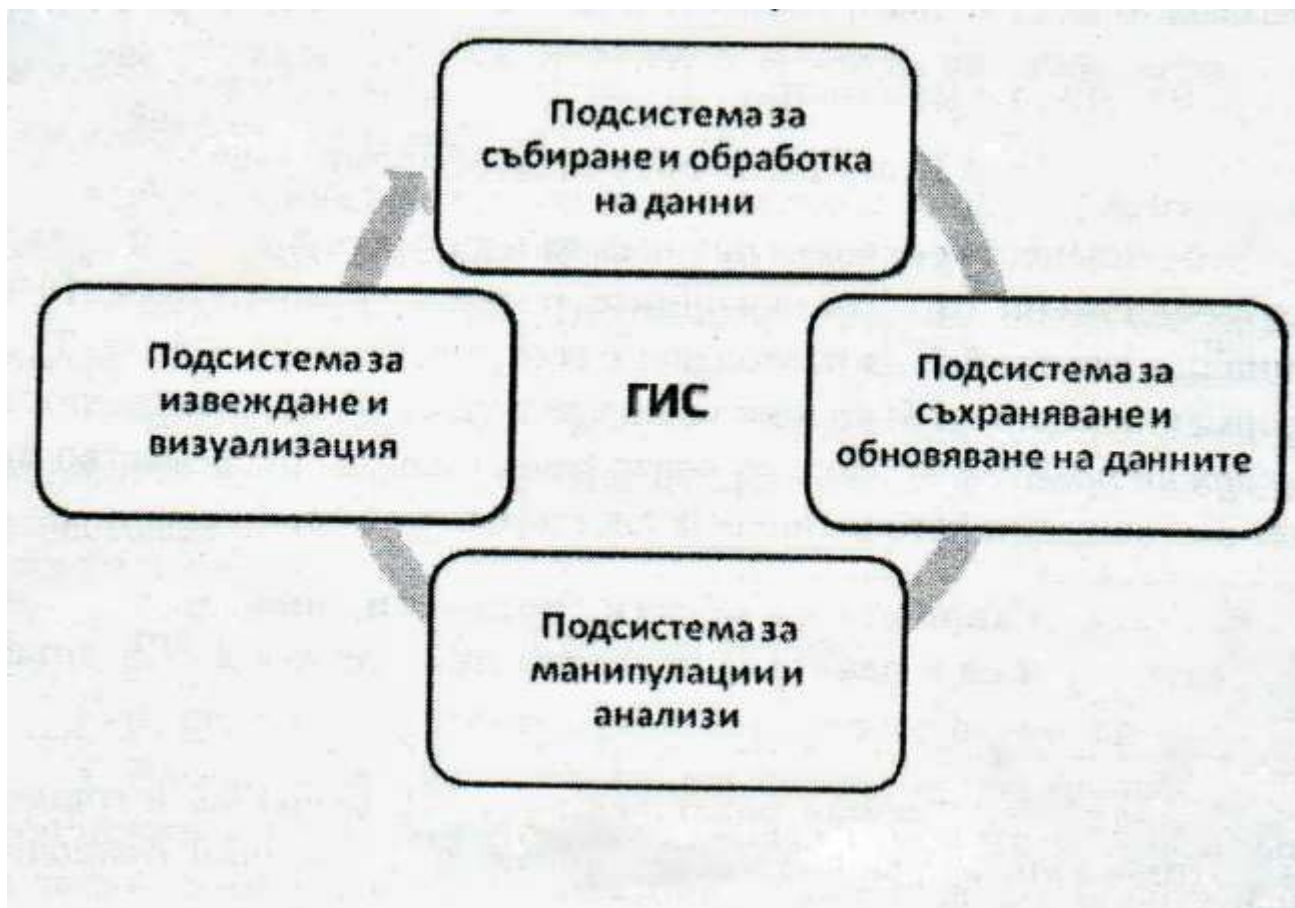 Подсистема за
събиране и обработка
на данни
Подсистема за
извеждане и
визуализация
ГИС
Подсистема за
съхраняване и
обновяване на данните
Подсистема за
манипулации и
анализи